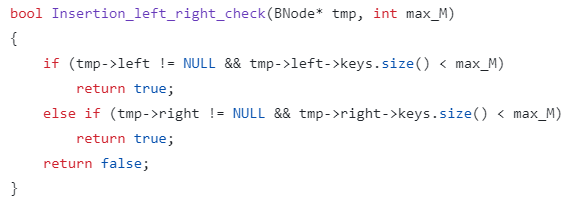 bool Insertion_left_right_check(BNode* tmp, int max_M)
{
    if (tmp->left != NULL && tmp->left->keys.size() < max_M)
        return true;
    else if (tmp->right != NULL && tmp->right->keys.size() < max_M)
        return true;
    return false;
}